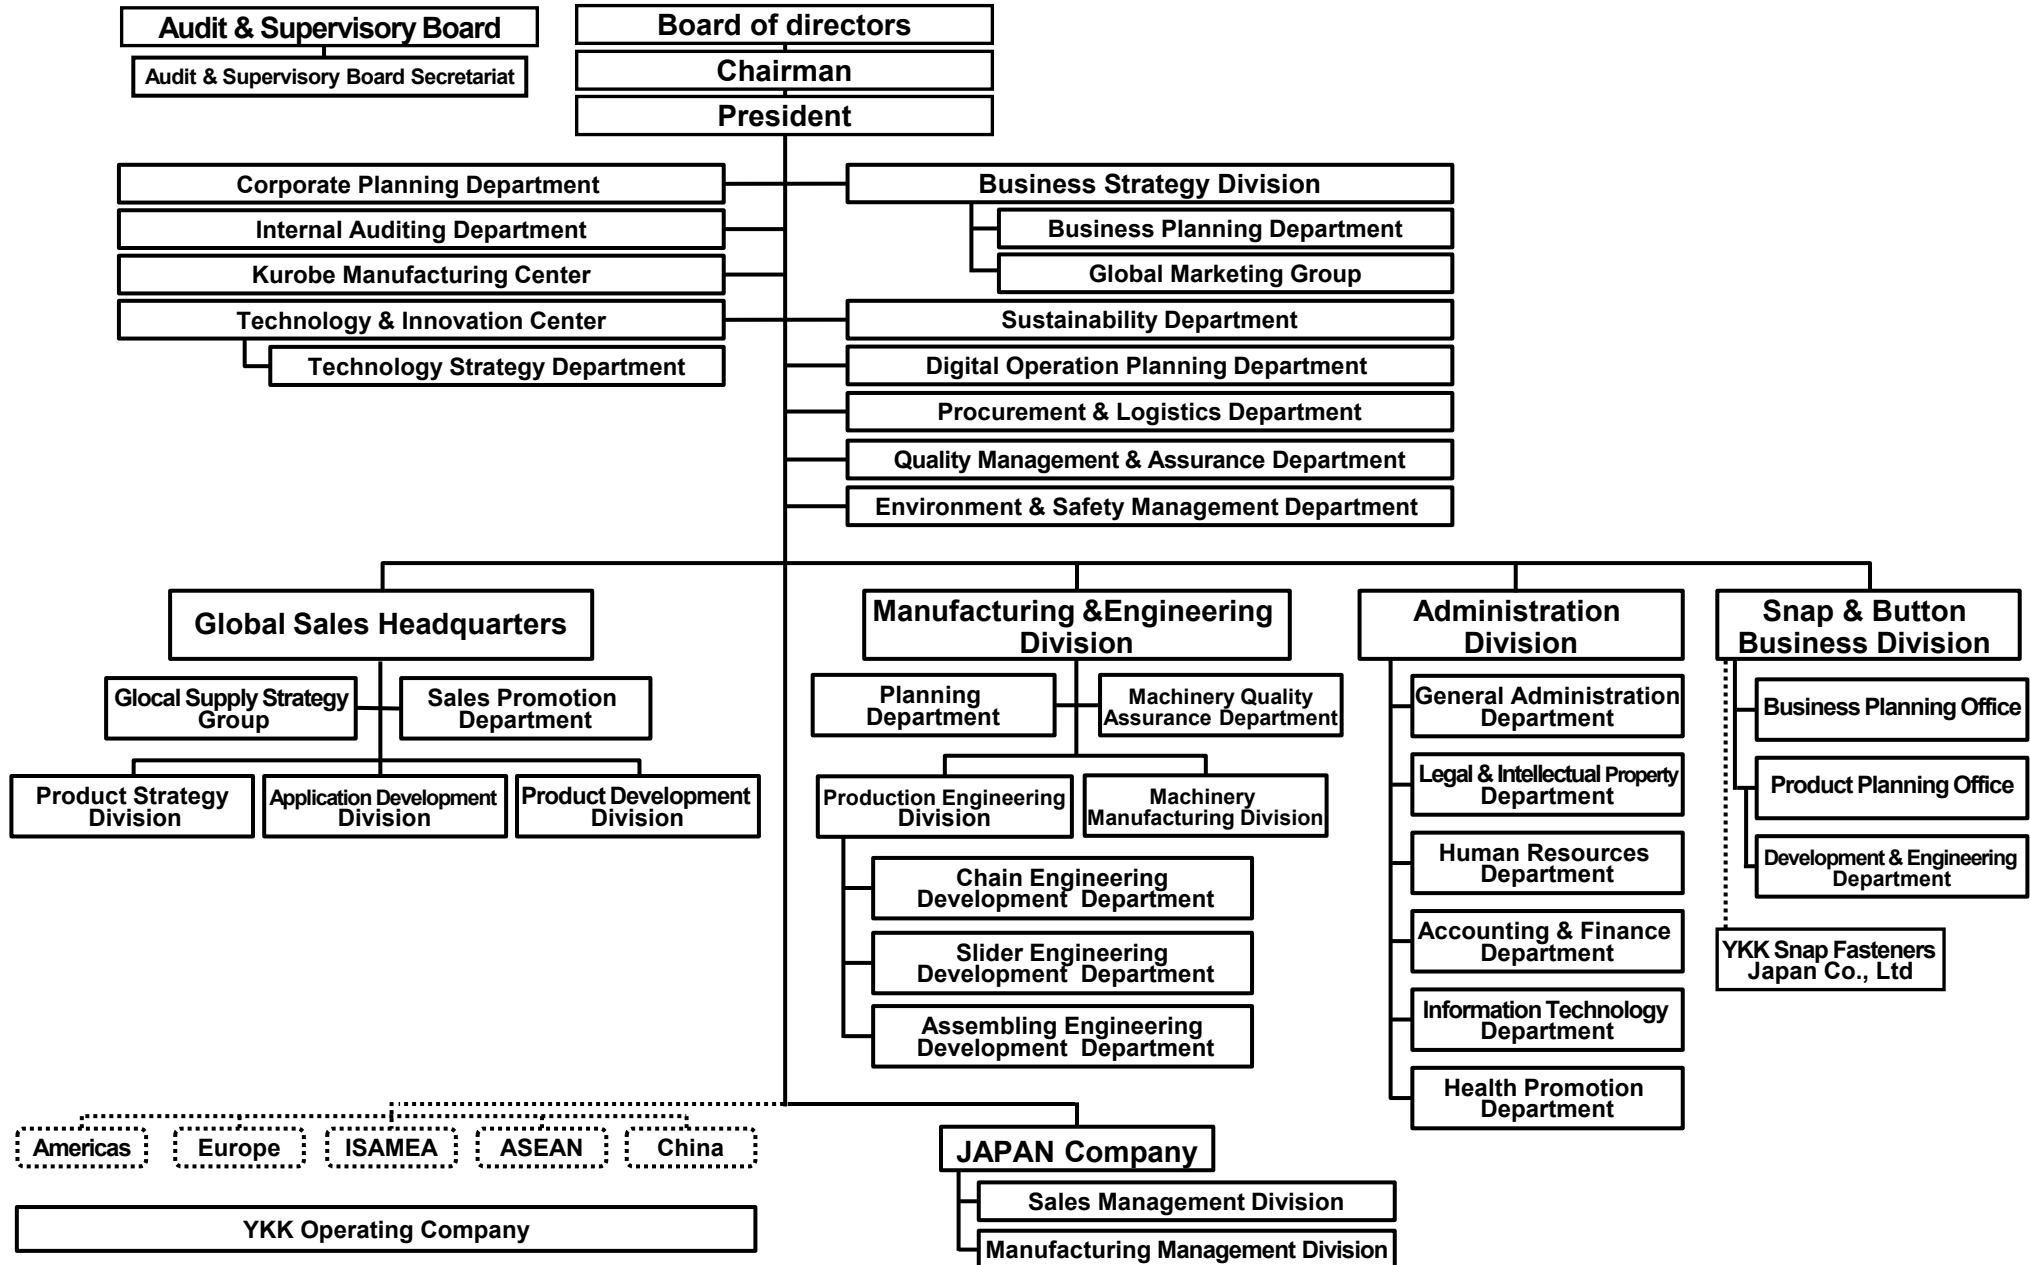 Audit & Supervisory Board
Audit & Supervisory Board Secretariat
Board of directors
Chairman
President
Corporate Planning Department
Internal Auditing Department
Kurobe Manufacturing Center
Technology & Innovation Center
Technology Strategy Department
Business Strategy Division
Business Planning Department
Global Marketing Group
Sustainability Department
Digital Operation Planning Department
Procurement & Logistics Department
Quality Management & Assurance Department
Environment & Safety Management Department
Global Sales Headquarters
Glocal Supply Strategy
Group
Sales Promotion
Department
Product Strategy
Division
Application Development
Division
Product Development
Division
Manufacturing &Engineering
Division
Planning
Department
Machinery Quality
Assurance Department
Production Engineering
Division
Machinery
Manufacturing Division
Chain Engineering
Development Department
Slider Engineering
Development Department
Assembling Engineering
Development Department
Administration
Division
General Administration
Department
Legal & Intellectual Property
Department
Human Resources
Department
Accounting & Finance
Department
Information Technology
Department
Health Promotion
Department
Snap & Button
Business Division
Business Planning Office
Product Planning Office
Development & Engineering
Department
YKK Snap Fasteners
Japan Co., Ltd
Americas
Europe
ISAMEA
ASEAN
China
YKK Operating Company
JAPAN Company
Sales Management Division
Manufacturing Management Division